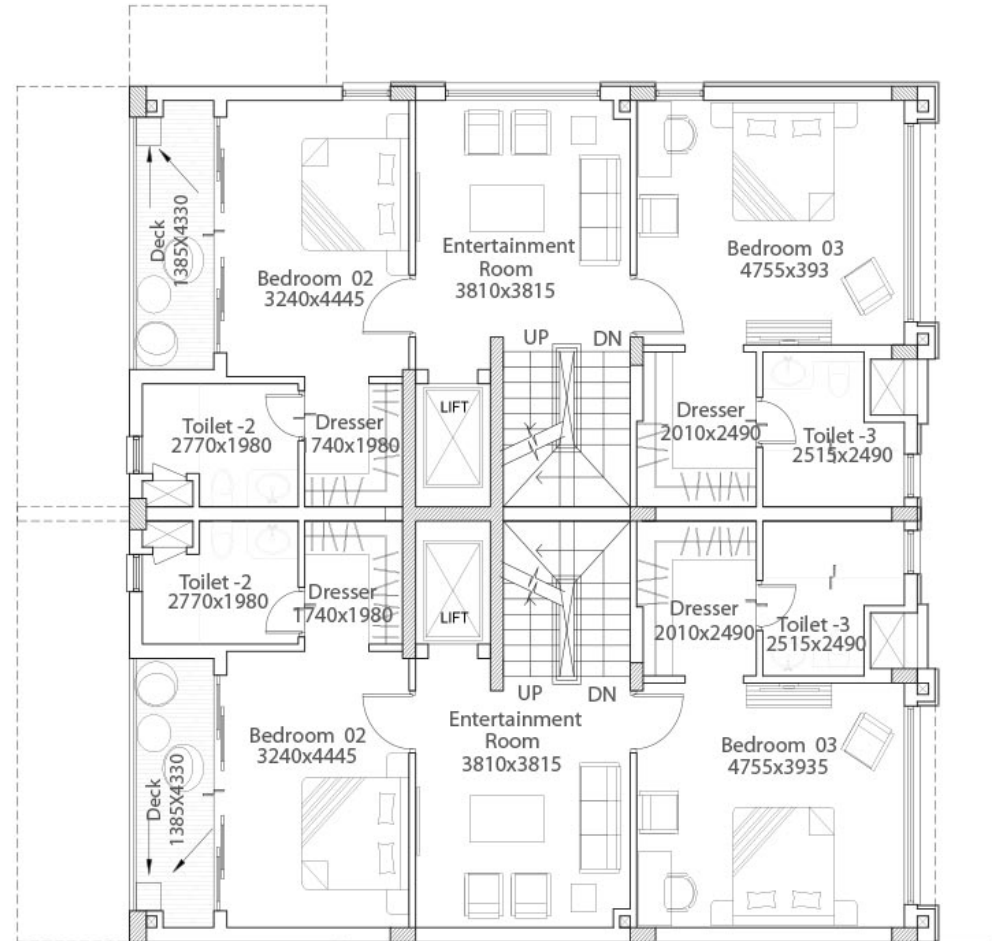 Deck
1385X4330
Bedroom 02
3240x4445
Entertainment
Room
3810x3815
Bedroom 03
4755x393
UP
DN
LIFT
Toilet -2
2770x1980
Dresser
1740x1980
Dresser
2010x2490
Toilet -3
2515x2490
Toilet -2
2770x1980
Dresser
1740x1980
LIFT
Dresser
2010x2490
Toilet -3
2515x2490
UP
DN
Deck
1385X4330
Bedroom 02
3240x4445
Entertainment
Room
3810x3815
Bedroom 03
4755x3935